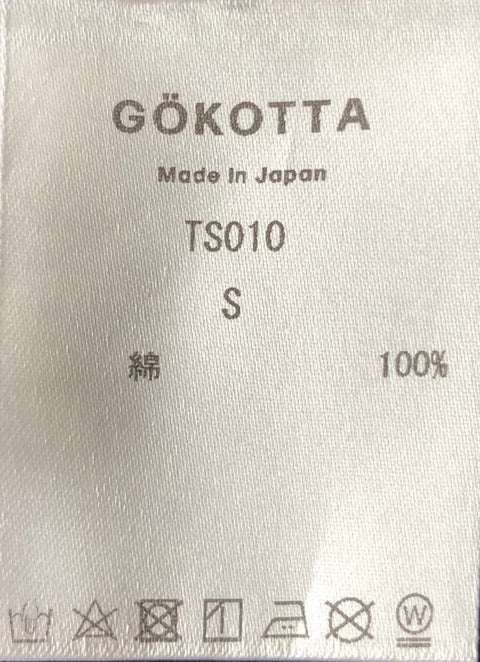 GÖKOTTA
Made in Japan
TS010
S
綿 100%
W